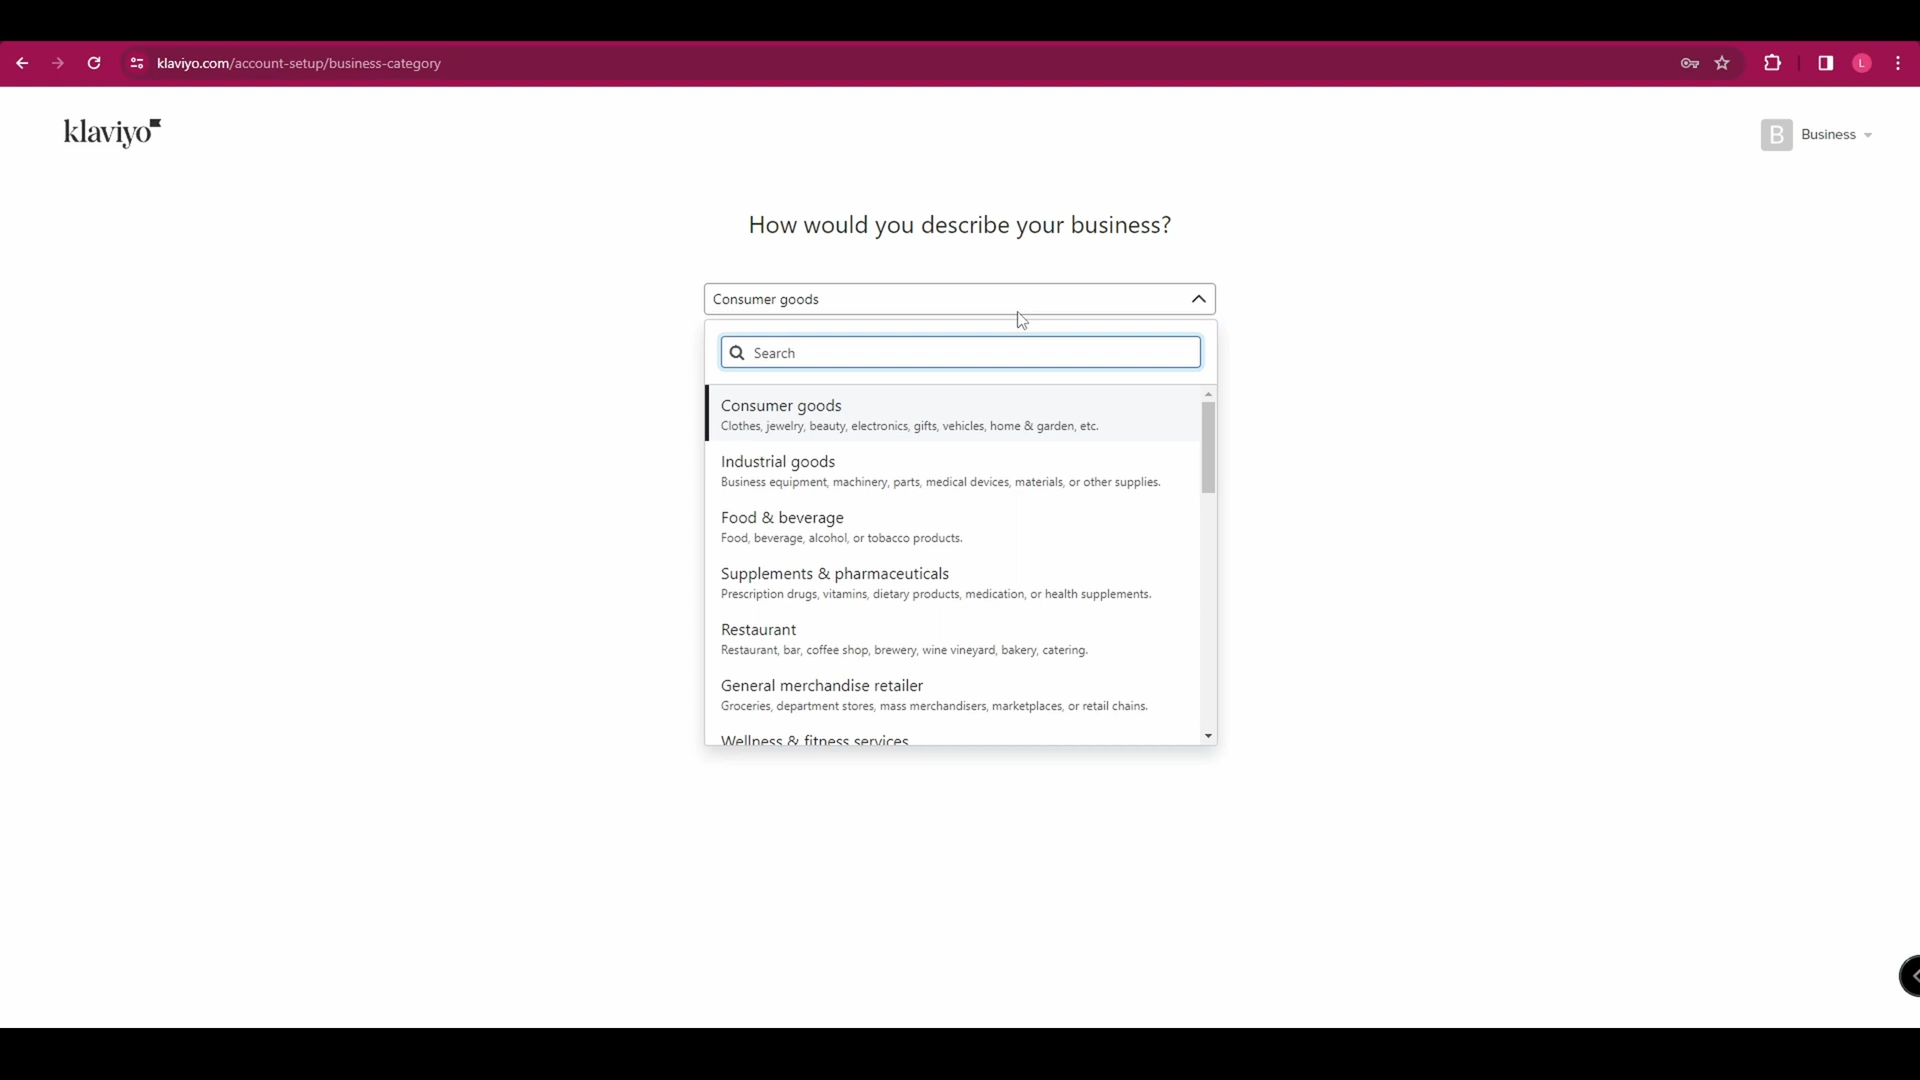 klaviyo.com/account-setup/business-category
L
klaviyo
B Business
How would you describe your business?
Consumer goods
Search
Consumer goods
Clothes, jewelry, beauty, electronics, gifts, vehicles, home & garden, etc.
Industrial goods
Business equipment, machinery, parts, medical devices, materials, or other supplies.
Food & beverage
Food, beverage, alcohol, or tobacco products.
Supplements & pharmaceuticals
Prescription drugs, vitamins, dietary products, medication, or health supplements.
Restaurant
Restaurant, bar, coffee shop, brewery, wine vineyard, bakery, catering.
General merchandise retailer
Groceries, department stores, mass merchandisers, marketplaces, or retail chains.
Wellness & fitness services